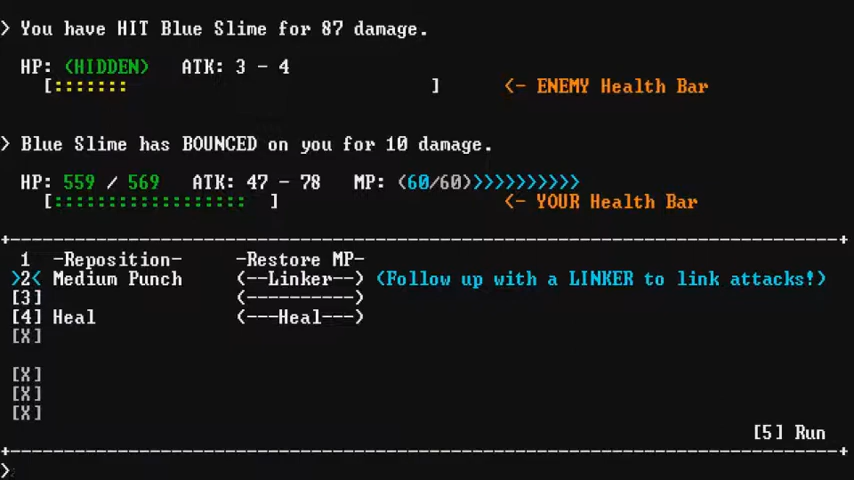 > You have HIT Blue Slime for 87 damage.
HP: (HIDDEN) ATK: 3 - 4
[::::::: ] <- ENEMY Health Bar
> Blue Slime has BOUNCED on you for 10 damage.
HP: 559 / 569 ATK: 47 - 78 MP: (60/60)>>>>>>>>>>
[:::::::::::::::::: ] <- YOUR Health Bar
+------------------------------------------------------------------------------+
1 -Reposition- -Restore MP-
>2< Medium Punch (--Linker--) (Follow up with a LINKER to link attacks!)
[3] (----------)
[4] Heal (---Heal---)
[X]
[X]
[X]
[X]
[5] Run
+------------------------------------------------------------------------------+
>